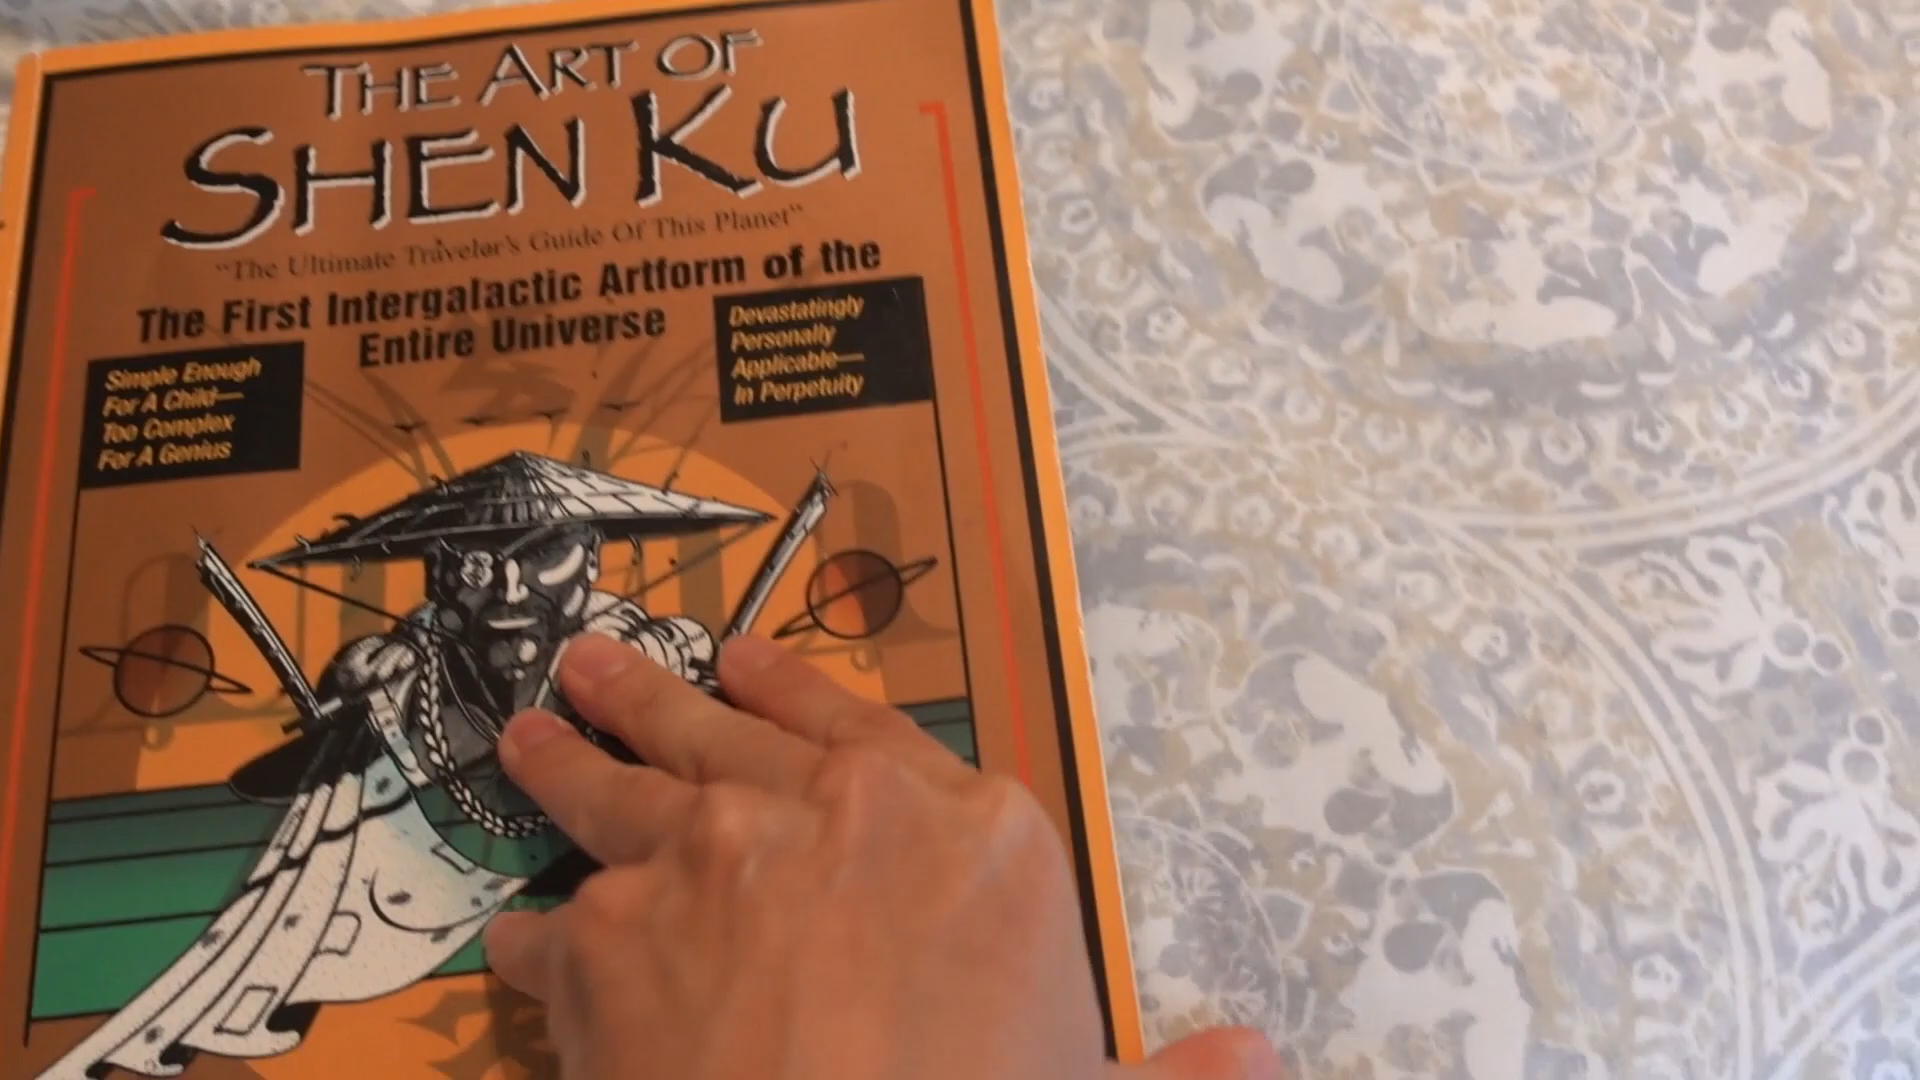 THE ART OF
SHEN KU
"The Ultimate Traveler's Guide Of This Planet"
The First Intergalactic Artform of the
Entire Universe
Simple Enough
For A Child—
Too Complex
For A Genius
Devastatingly
Personally
Applicable—
In Perpetuity